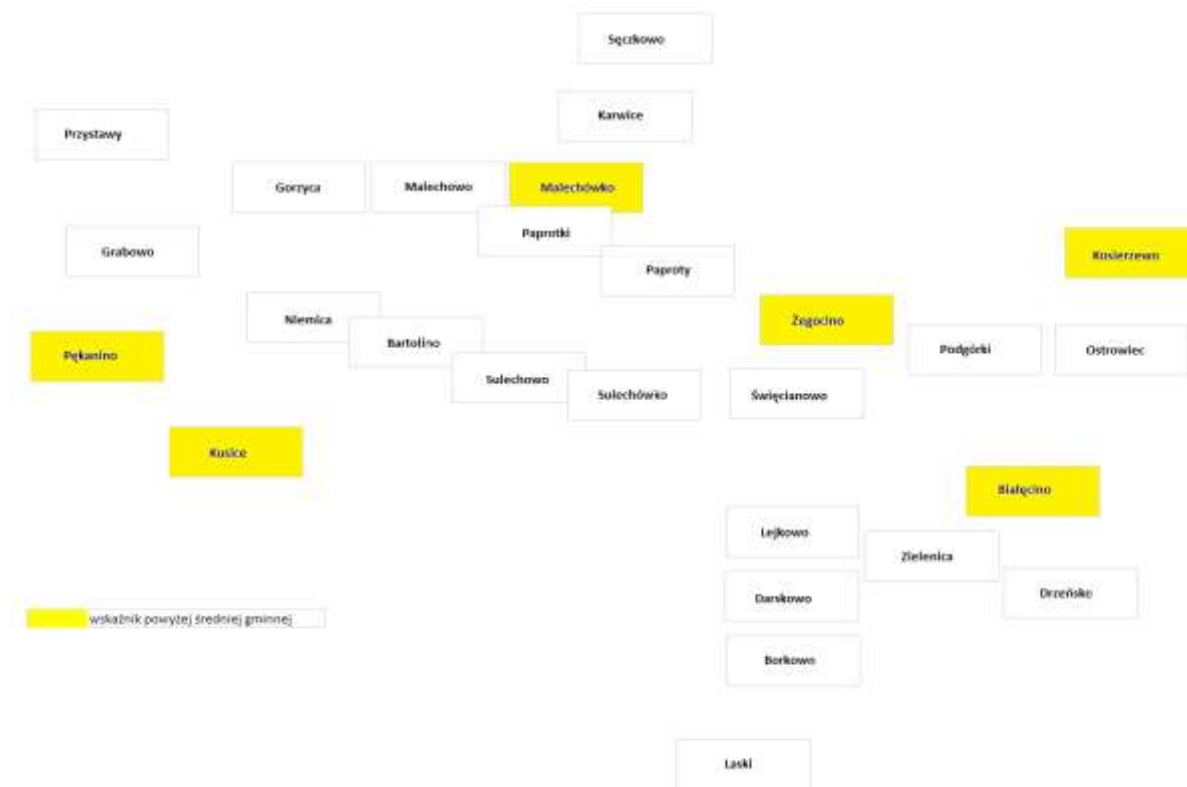 Sęczkowo
Karwice
Przystawy
Gorzyca
Malechowo
Malechówko
Paprotki
Grabowo
Paproty
Kosierzewo
Niemica
Żegocino
Bartolino
Podgórki
Ostrowiec
Pękanino
Sulechowo
Sulechówko
Święcianowo
Kusice
Białęcino
Lejkowo
Zielenica
Darskowo
Drzeńsko
wskaźnik powyżej średniej gminnej
Borkowo
Laski